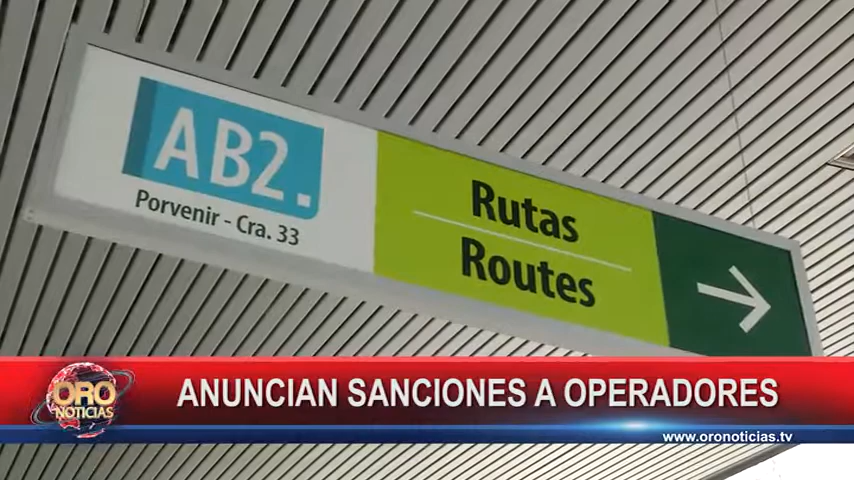 AB2.
Porvenir - Cra. 33
Rutas
Routes
ORO
NOTICIAS
ANUNCIAN SANCIONES A OPERADORES
www.oronoticias.tv